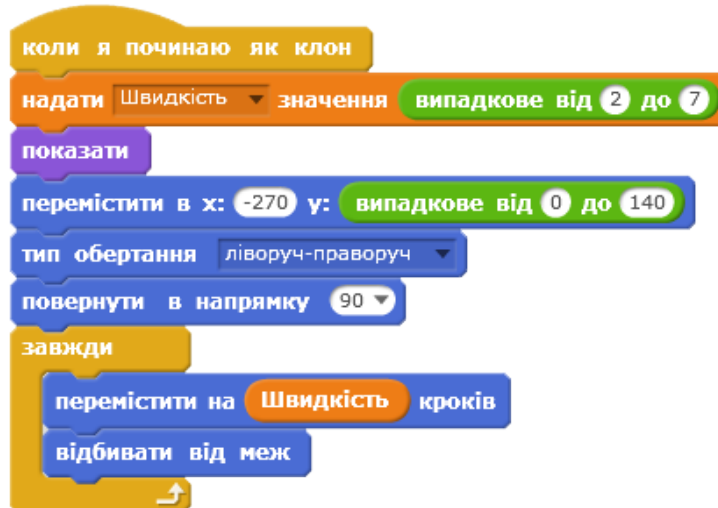 коли я починаю як клон
надати Швидкість значення випадкове від 2 до 7
показати
перемістити в x: -270 y: випадкове від 0 до 140
тип обертання ліворуч-праворуч
повернути в напрямку 90
завжди
перемістити на Швидкість кроків
відбивати від меж